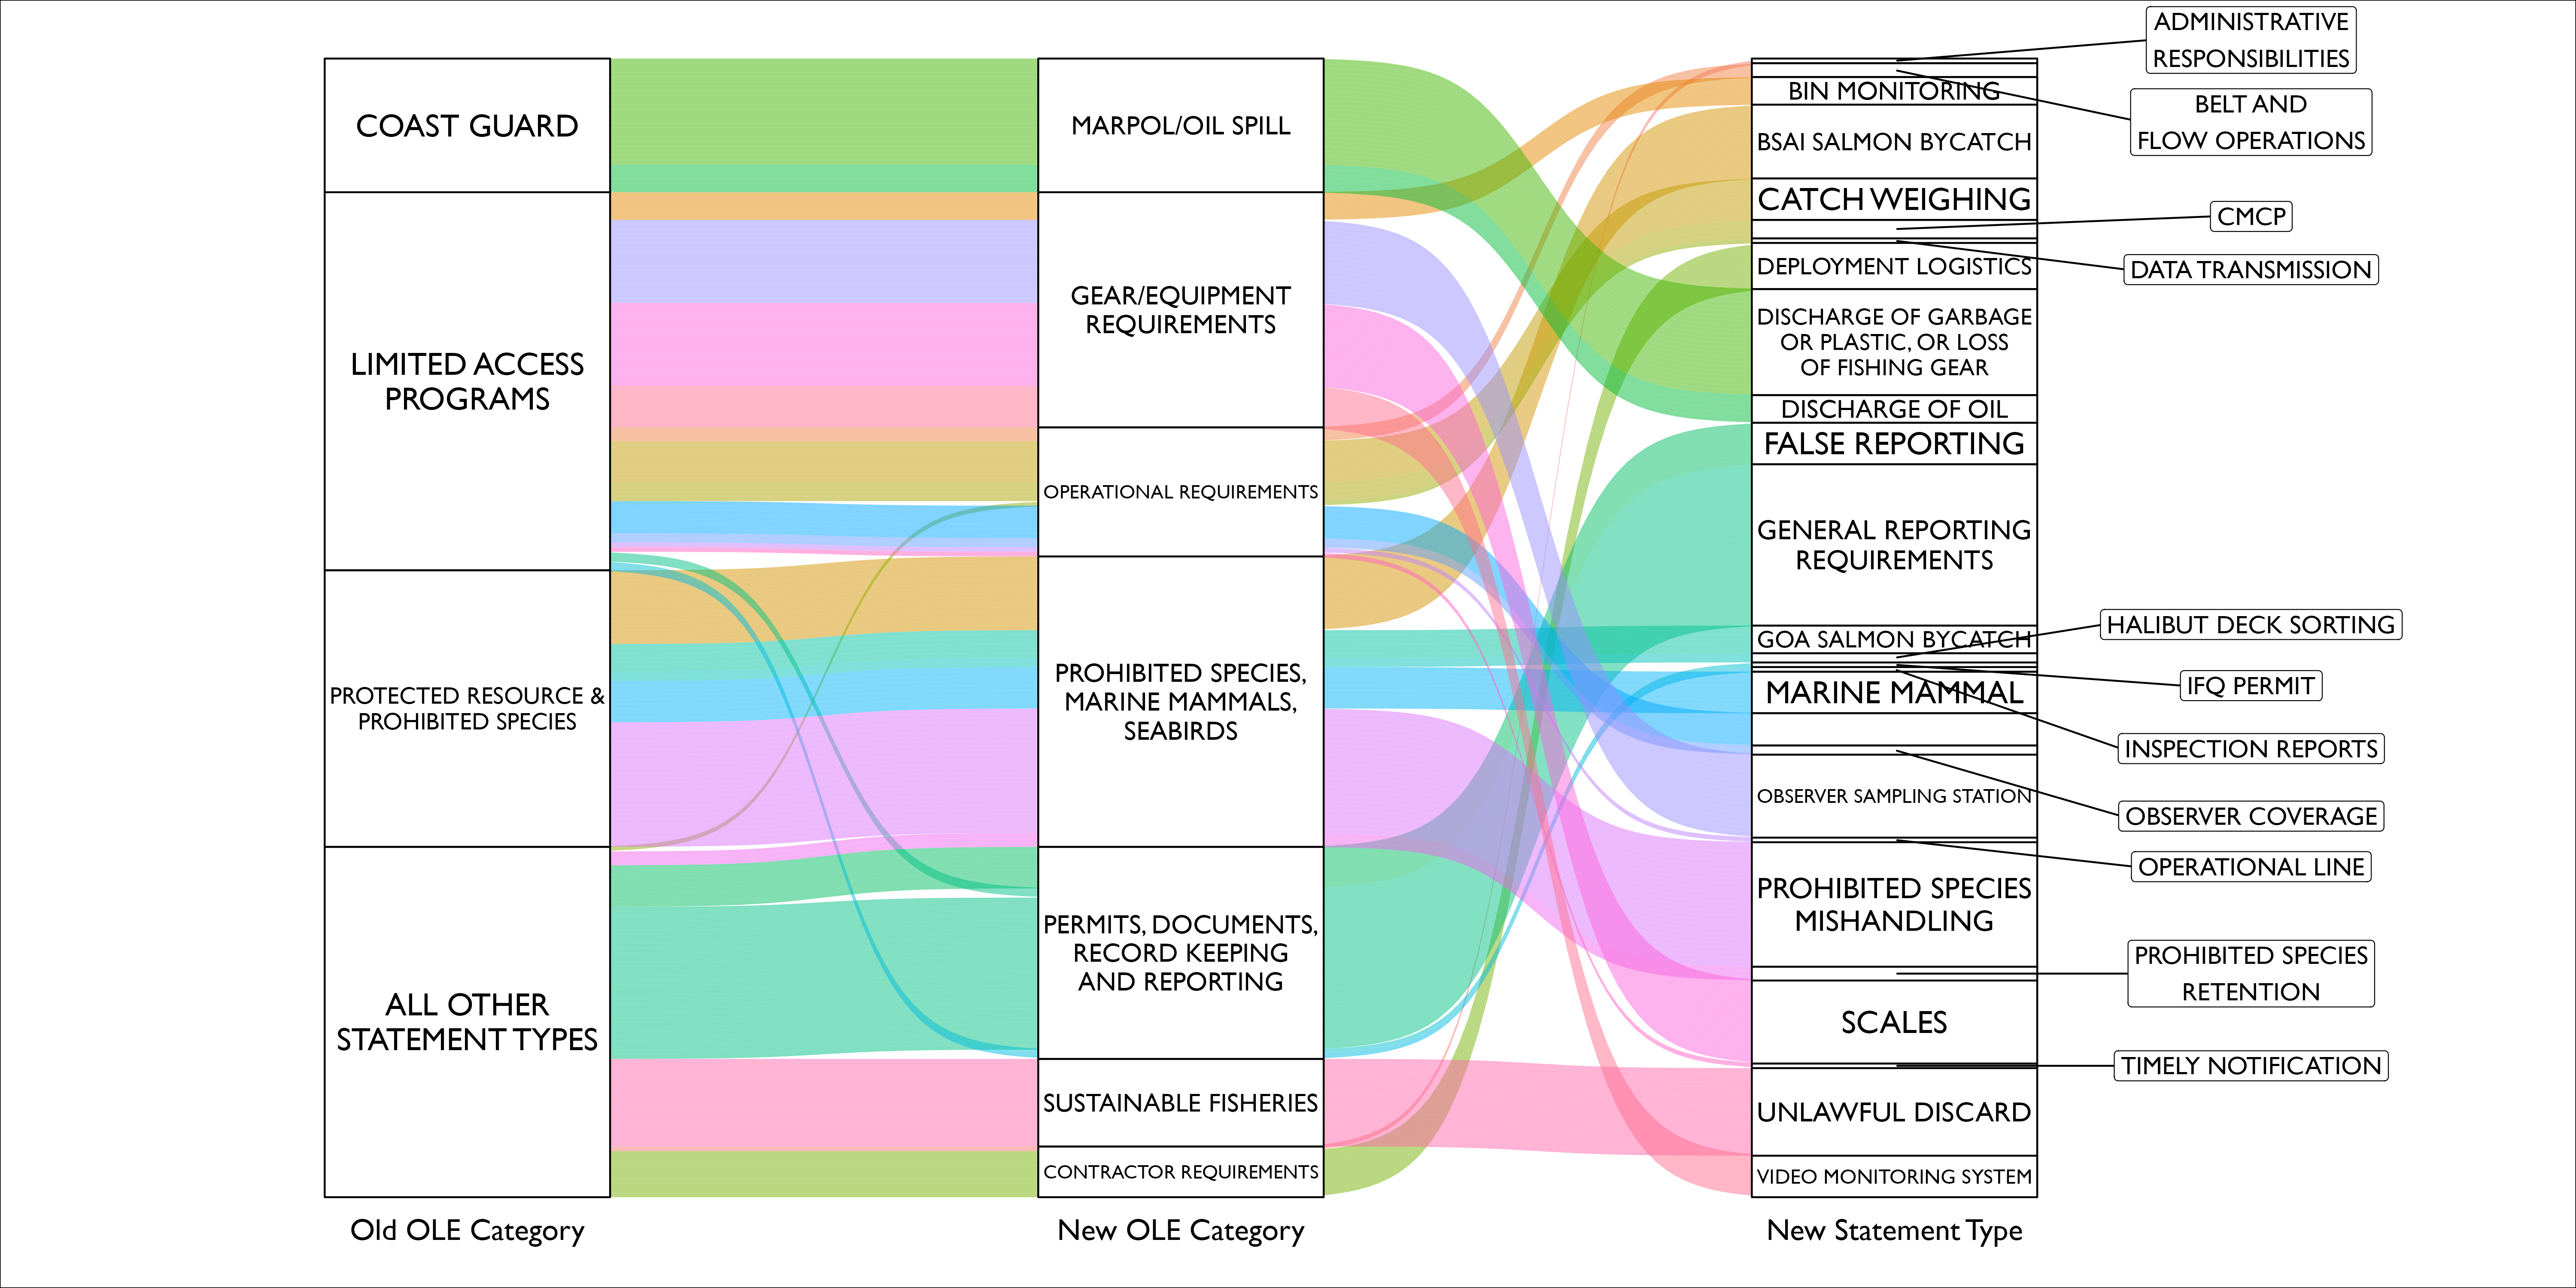 COAST GUARD
LIMITED ACCESS
PROGRAMS
PROTECTED RESOURCE &
PROHIBITED SPECIES
ALL OTHER
STATEMENT TYPES
Old OLE Category
MARPOL/OIL SPILL
GEAR/EQUIPMENT
REQUIREMENTS
OPERATIONAL REQUIREMENTS
PROHIBITED SPECIES,
MARINE MAMMALS,
SEABIRDS
PERMITS, DOCUMENTS,
RECORD KEEPING
AND REPORTING
SUSTAINABLE FISHERIES
CONTRACTOR REQUIREMENTS
New OLE Category
BIN MONITORING
BSAI SALMON BYCATCH
CATCH WEIGHING
DEPLOYMENT LOGISTICS
DISCHARGE OF GARBAGE
OR PLASTIC, OR LOSS
OF FISHING GEAR
DISCHARGE OF OIL
FALSE REPORTING
GENERAL REPORTING
REQUIREMENTS
GOA SALMON BYCATCH
MARINE MAMMAL
OBSERVER SAMPLING STATION
PROHIBITED SPECIES
MISHANDLING
SCALES
UNLAWFUL DISCARD
VIDEO MONITORING SYSTEM
New Statement Type
ADMINISTRATIVE
RESPONSIBILITIES
BELT AND
FLOW OPERATIONS
CMCP
DATA TRANSMISSION
HALIBUT DECK SORTING
IFQ PERMIT
INSPECTION REPORTS
OBSERVER COVERAGE
OPERATIONAL LINE
PROHIBITED SPECIES
RETENTION
TIMELY NOTIFICATION